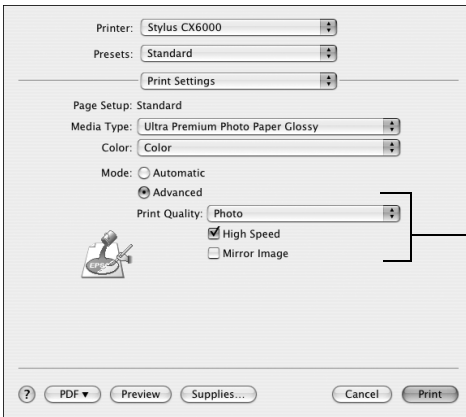 Printer: Stylus CX6000
Presets: Standard
Print Settings
Page Setup: Standard
Media Type: Ultra Premium Photo Paper Glossy
Color: Color
Mode: Automatic
Advanced
Print Quality: Photo
High Speed
Mirror Image
EPSON
? PDF▼ Preview Supplies... Cancel Print